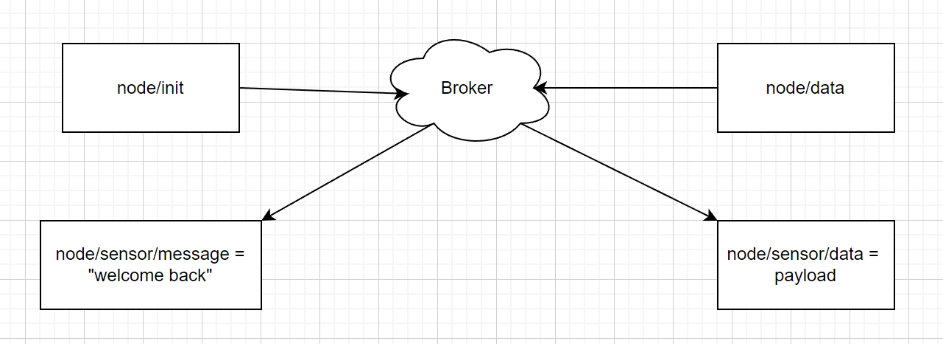 node/init
Broker
node/data
node/sensor/message =
"welcome back"
node/sensor/data =
payload